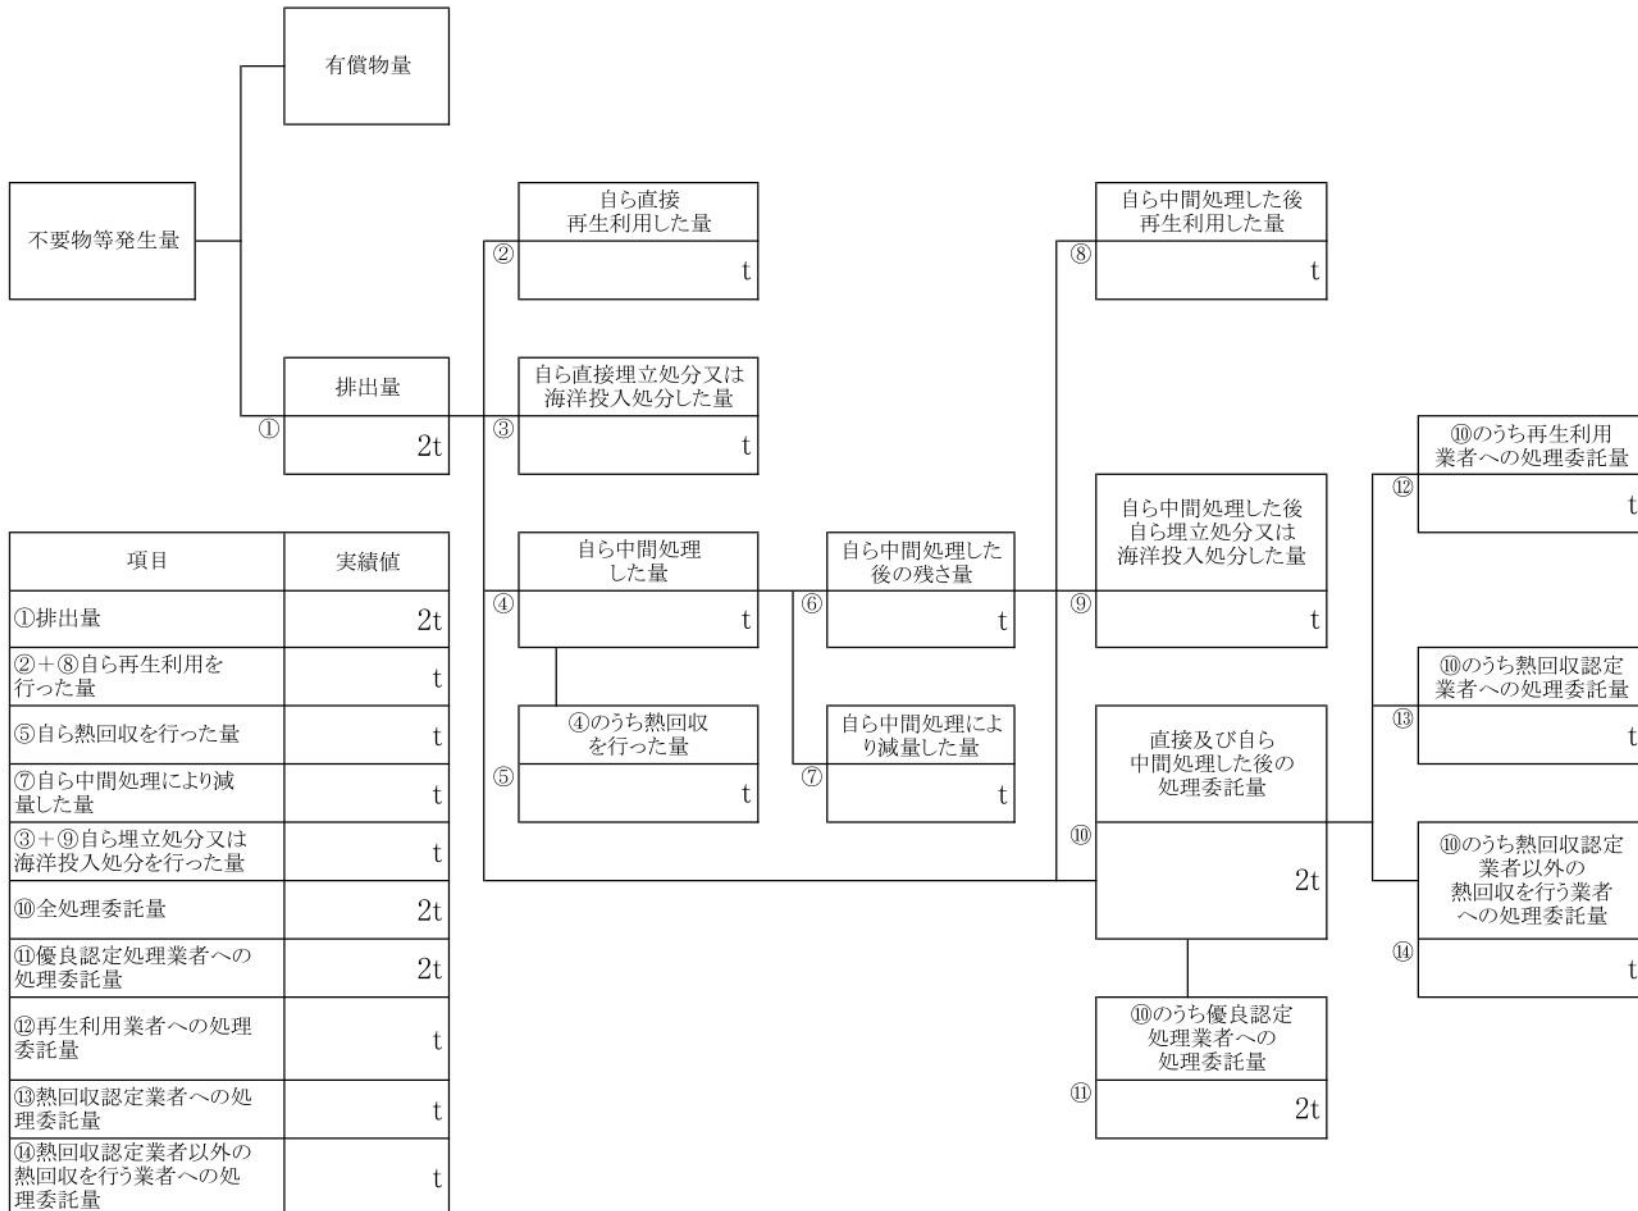 有償物量
不要物等発生量
自ら直接
再生利用した量
②
t
自ら中間処理した後
再生利用した量
⑧
t
排出量
①
2t
自ら直接埋立処分又は
海洋投入処分した量
③
t
⑩のうち再生利用
業者への処理委託量
⑫
t
自ら中間処理した後
自ら埋立処分又は
海洋投入処分した量
⑨
t
自ら中間処理
した量
④
t
自ら中間処理した
後の残さ量
⑥
t
⑩のうち熱回収認定
業者への処理委託量
⑬
t
④のうち熱回収
を行った量
⑤
t
自ら中間処理によ
り減量した量
⑦
t
直接及び自ら
中間処理した後の
処理委託量
⑩
2t
⑩のうち熱回収認定
業者以外の
熱回収を行う業者
への処理委託量
⑭
t
⑩のうち優良認定
処理業者への
処理委託量
⑪
2t
項目 実績値
①排出量 2t
②+⑧自ら再生利用を
行った量 t
⑤自ら熱回収を行った量 t
⑦自ら中間処理により減
量した量 t
③+⑨自ら埋立処分又は
海洋投入処分を行った量 t
⑩全処理委託量 2t
⑪優良認定処理業者への
処理委託量 2t
⑫再生利用業者への処理
委託量 t
⑬熱回収認定業者への処
理委託量 t
⑭熱回収認定業者以外の
熱回収を行う業者への処
理委託量 t